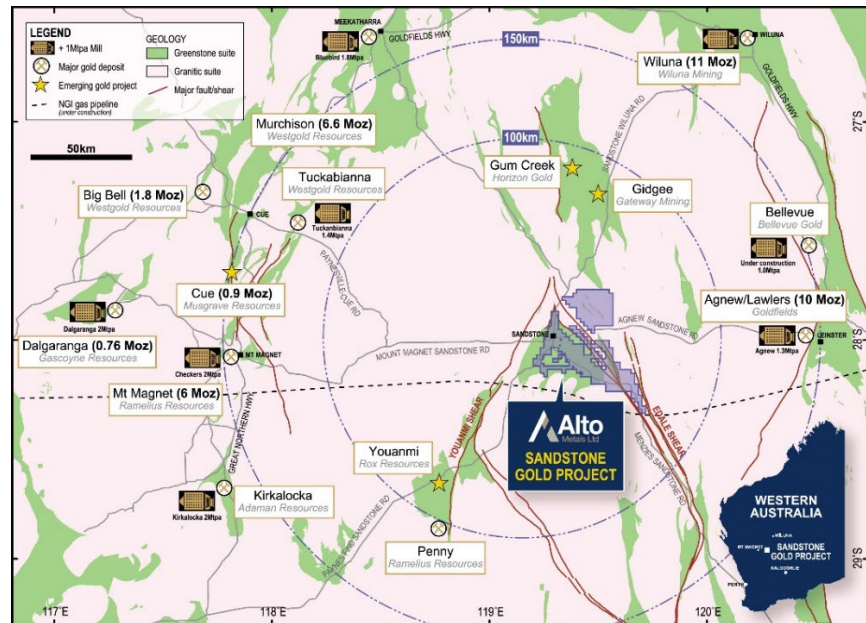 LEGEND
+ 1Mtpa Mill
Major gold deposit
Emerging gold project
NGI gas pipeline
(under construction)
GEOLOGY
Greenstone suite
Granitic suite
Major fault/shear
50km
MEEKATHARRA
GOLDFIELDS HWY
Bluebird 1.8Mtpa
150km
100km
Wiluna (11 Moz)
Wiluna Mining
WILUNA
GOLDFIELDS HWY
27°S
Murchison (6.6 Moz)
Westgold Resources
SANDSTONE WILUNA RD
Gum Creek
Horizon Gold
Gidgee
Gateway Mining
Tuckabianna
Westgold Resources
Big Bell (1.8 Moz)
Westgold Resources
CUE
Tuckanbianna
1.4Mtpa
PAYNESVILLE-CUE RD
Bellevue
Bellevue Gold
Under construction
1.0Mtpa
Cue (0.9 Moz)
Musgrave Resources
Agnew/Lawlers (10 Moz)
Goldfields
Dalgaranga 2Mtpa
Dalgaranga (0.76 Moz)
Gascoyne Resources
SANDSTONE
AGNEW SANDSTONE RD
Agnew 1.3Mtpa
LEINSTER
28°S
MT MAGNET
Checkers 2Mtpa
MOUNT MAGNET SANDSTONE RD
Mt Magnet (6 Moz)
Ramelius Resources
GREAT NORTHERN HWY
Alto
Metals Ltd
SANDSTONE
GOLD PROJECT
YOUANMI SHEAR
EDALE SHEAR
MENZIES SANDSTONE RD
Youanmi
Rox Resources
Kirkalocka
Adaman Resources
Kirkalocka 2Mtpa
PAYNES FIND SANDSTONE RD
Penny
Ramelius Resources
WESTERN
AUSTRALIA
WILUNA
MT MAGNET
SANDSTONE
GOLD PROJECT
KALGOORLIE
PERTH
29°S
117°E
118°E
119°E
120°E